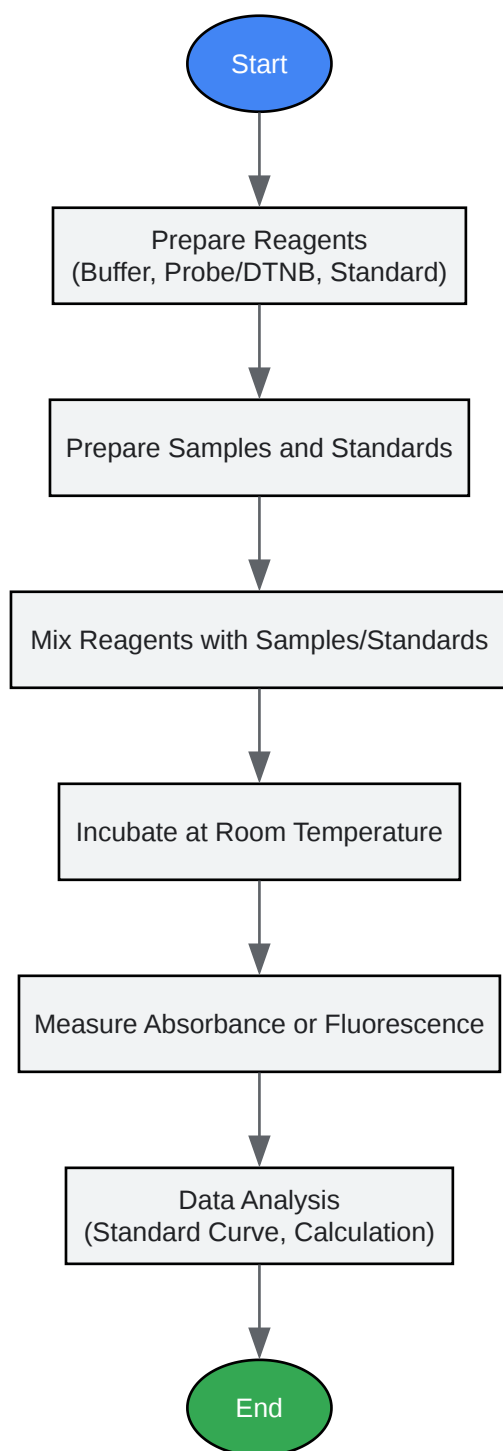 Start
Prepare Reagents
(Buffer, Probe/DTNB, Standard)
Prepare Samples and Standards
Mix Reagents with Samples/Standards
Incubate at Room Temperature
Measure Absorbance or Fluorescence
Data Analysis
(Standard Curve, Calculation)
End